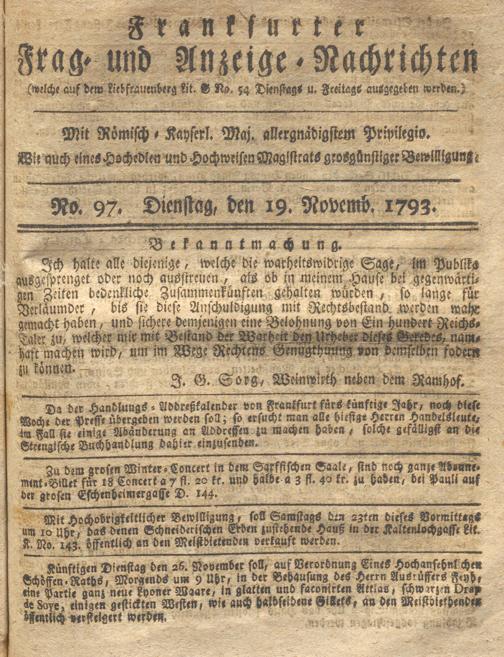 Frankfurter
Frag- und Anzeige-Nachrichten
(welche auf dem Liebfrauenberg Lit. G No. 54 Dienstags u. Freitags ausgegeben werden.)
Mit Römisch-Kayserl. Maj. allergnädigstem Privilegio.
Wie auch eines Hochedlen und Hochweisen Magistrats grosgünstiger Bewilligung.
No. 97. Dienstag, den 19. Novemb. 1793.
Bekanntmachung.
Ich halte alle diejenige, welche die warheitswidrige Sage, im Publiko
ausgesprenget oder noch ausstreuen, als ob in meinem Hause bei gegenwärti-
gen Zeiten bedenkliche Zusammenkünften gehalten würden, so lange für
Verläumder, bis sie diese Anschuldigung mit Rechtsbestand werden wahr
gemacht haben, und sichere demjenigen eine Belohnung von Ein hundert Reichs-
Taler zu, welcher mir mit Bestand der Warheit den Urheber dieses Geredes, nam-
haft machen wird, um im Wege Rechtens Genugthuung von demselben fodern
zu können.
J. G. Sorg, Weinwirth neben dem Ramhof.
Da der Handlungs-Addreßkalender von Frankfurt fürs künftige Jahr, noch diese
Woche der Presse übergeben werden soll; so ersucht man alle hiesige Herren Handelsleute,
im Fall sie einige Abänderung an Addressen zu machen haben, solche gefälligst an die
Strenglsche Buchhandlung dahier einzusenden.
Zu dem grosen Winter-Concert in dem Scharffischen Saale, sind noch ganze Abonne-
ment-Billet für 18 Concert a 7 fl. 20 kr. und halbe a 3 fl. 40 kr. zu haben, bei Pauli auf
der grosen Eschenheimergasse D. 144.
Mit Hochobrigkeitlicher Bewilligung, soll Samstags den 23ten dieses Vormittags
um 10 Uhr, das denen Schneiderischen Erben zustehende Hauß in der Kaltenlochgasse Lit.
K. No. 143. öffentlich an den Meistbietenden verkauft werden.
Künftigen Dienstag den 26. November soll, auf Verordnung Eines Hochansehnlichen
Schöffen-Raths, Morgends um 9 Uhr, in der Behausung des Herrn Ausrüffers Feyh,
eine Partie ganz neue Lyoner Waare, in glatten und faconirten Attlas, schwarzen Drap
de Soye, einigen gestickten Westen, wie auch halbseidene Gillets, an den Meistbiethenden
öffentlich versteigert werden.